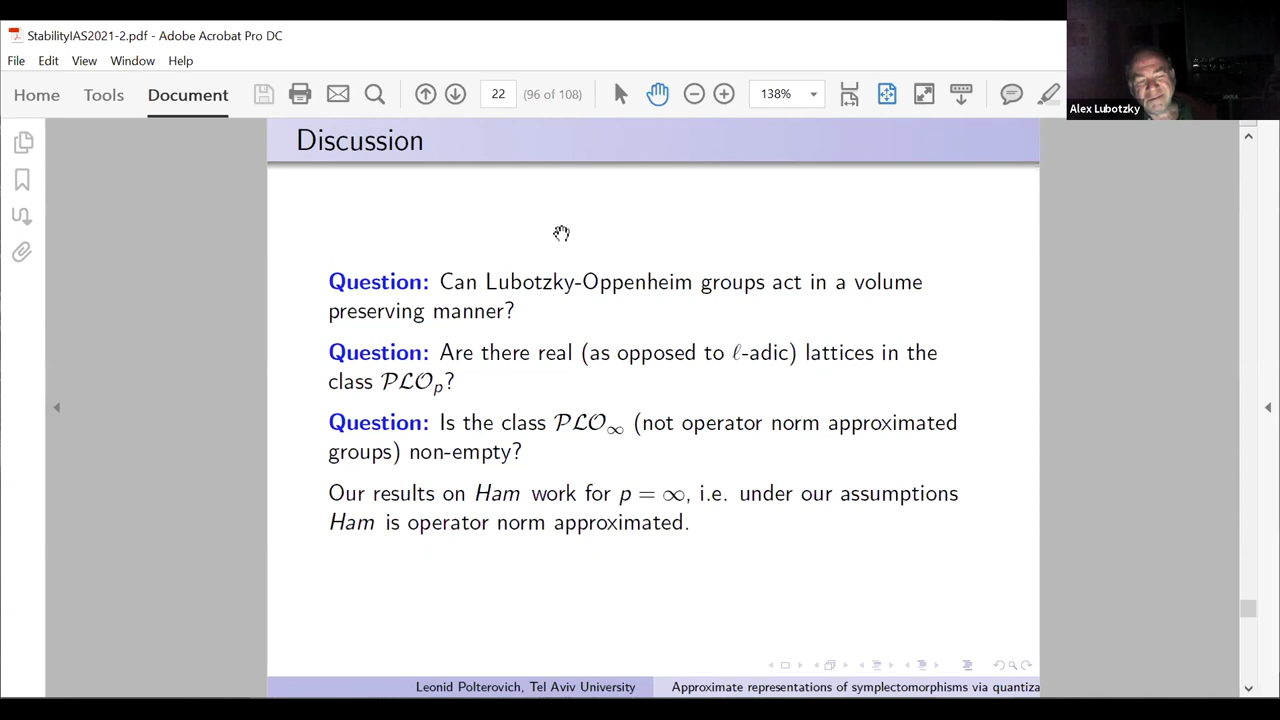 StabilityIAS2021-2.pdf - Adobe Acrobat Pro DC
File Edit View Window Help
Home Tools Document 22 (96 of 108) 138%
Alex Lubotzky
Discussion
Question: Can Lubotzky-Oppenheim groups act in a volume
preserving manner?
Question: Are there real (as opposed to ℓ-adic) lattices in the
class 𝒫ℒ𝒪ₚ?
Question: Is the class 𝒫ℒ𝒪∞ (not operator norm approximated
groups) non-empty?
Our results on Ham work for p = ∞, i.e. under our assumptions
Ham is operator norm approximated.
Leonid Polterovich, Tel Aviv University Approximate representations of symplectomorphisms via quantiza